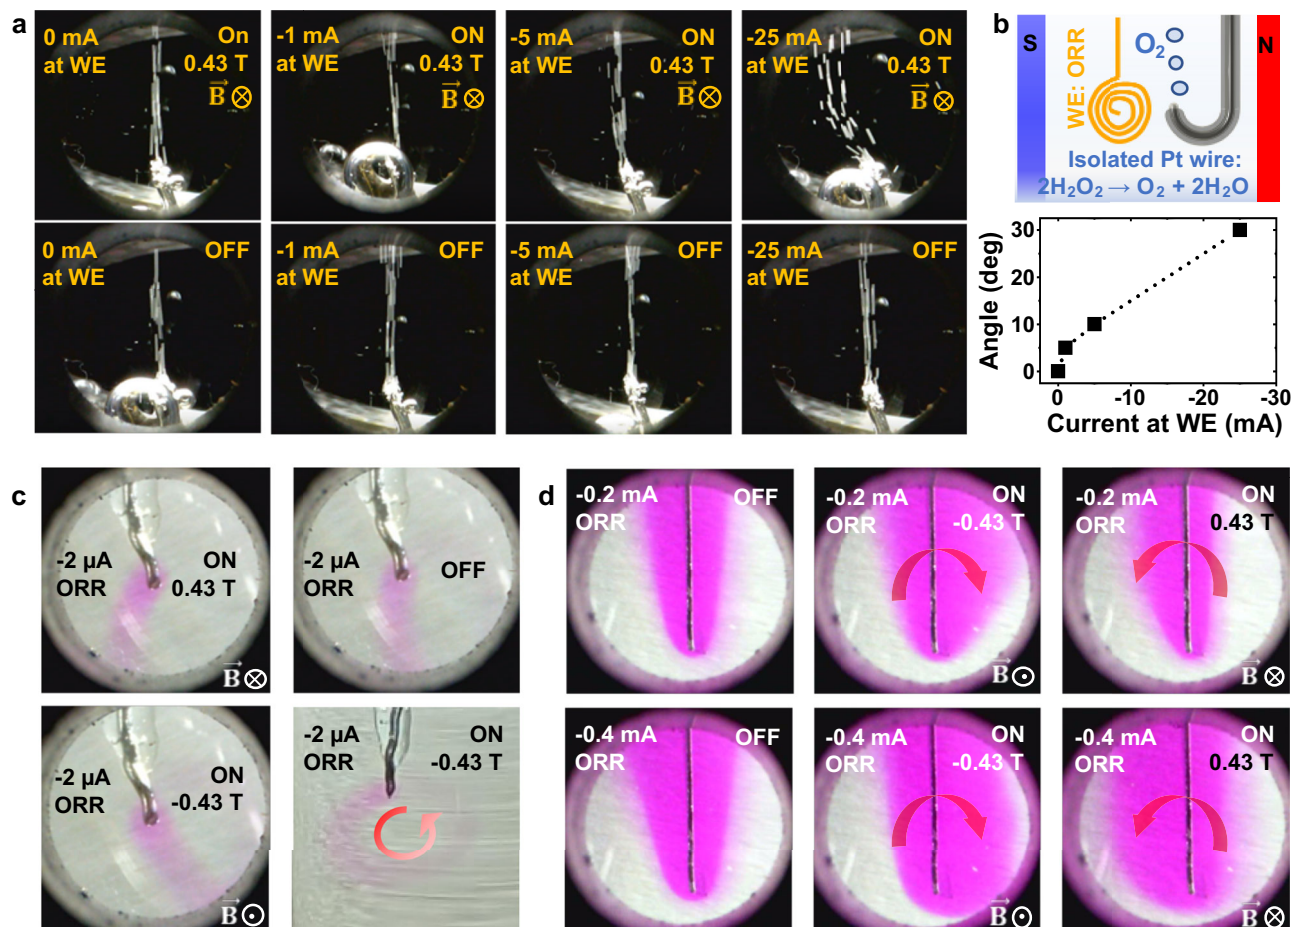 a
0 mA
at WE
On
0.43 T
B ⊗
-1 mA
at WE
ON
0.43 T
B ⊗
-5 mA
at WE
ON
0.43 T
B ⊗
-25 mA
at WE
ON
0.43 T
B ⊗
0 mA
at WE
OFF
-1 mA
at WE
OFF
-5 mA
at WE
OFF
-25 mA
at WE
OFF
b
S
N
WE: ORR
O₂
Isolated Pt wire:
2H₂O₂ → O₂ + 2H₂O
Angle (deg)
30
20
10
0
0 -10 -20 -30
Current at WE (mA)
c
-2 µA
ORR
ON
0.43 T
B ⊗
-2 µA
ORR
OFF
-2 µA
ORR
ON
-0.43 T
B ⊙
-2 µA
ORR
ON
-0.43 T
d
-0.2 mA
ORR
OFF
-0.2 mA
ORR
ON
-0.43 T
B ⊙
-0.2 mA
ORR
ON
0.43 T
B ⊗
-0.4 mA
ORR
OFF
-0.4 mA
ORR
ON
-0.43 T
B ⊙
-0.4 mA
ORR
ON
0.43 T
B ⊗